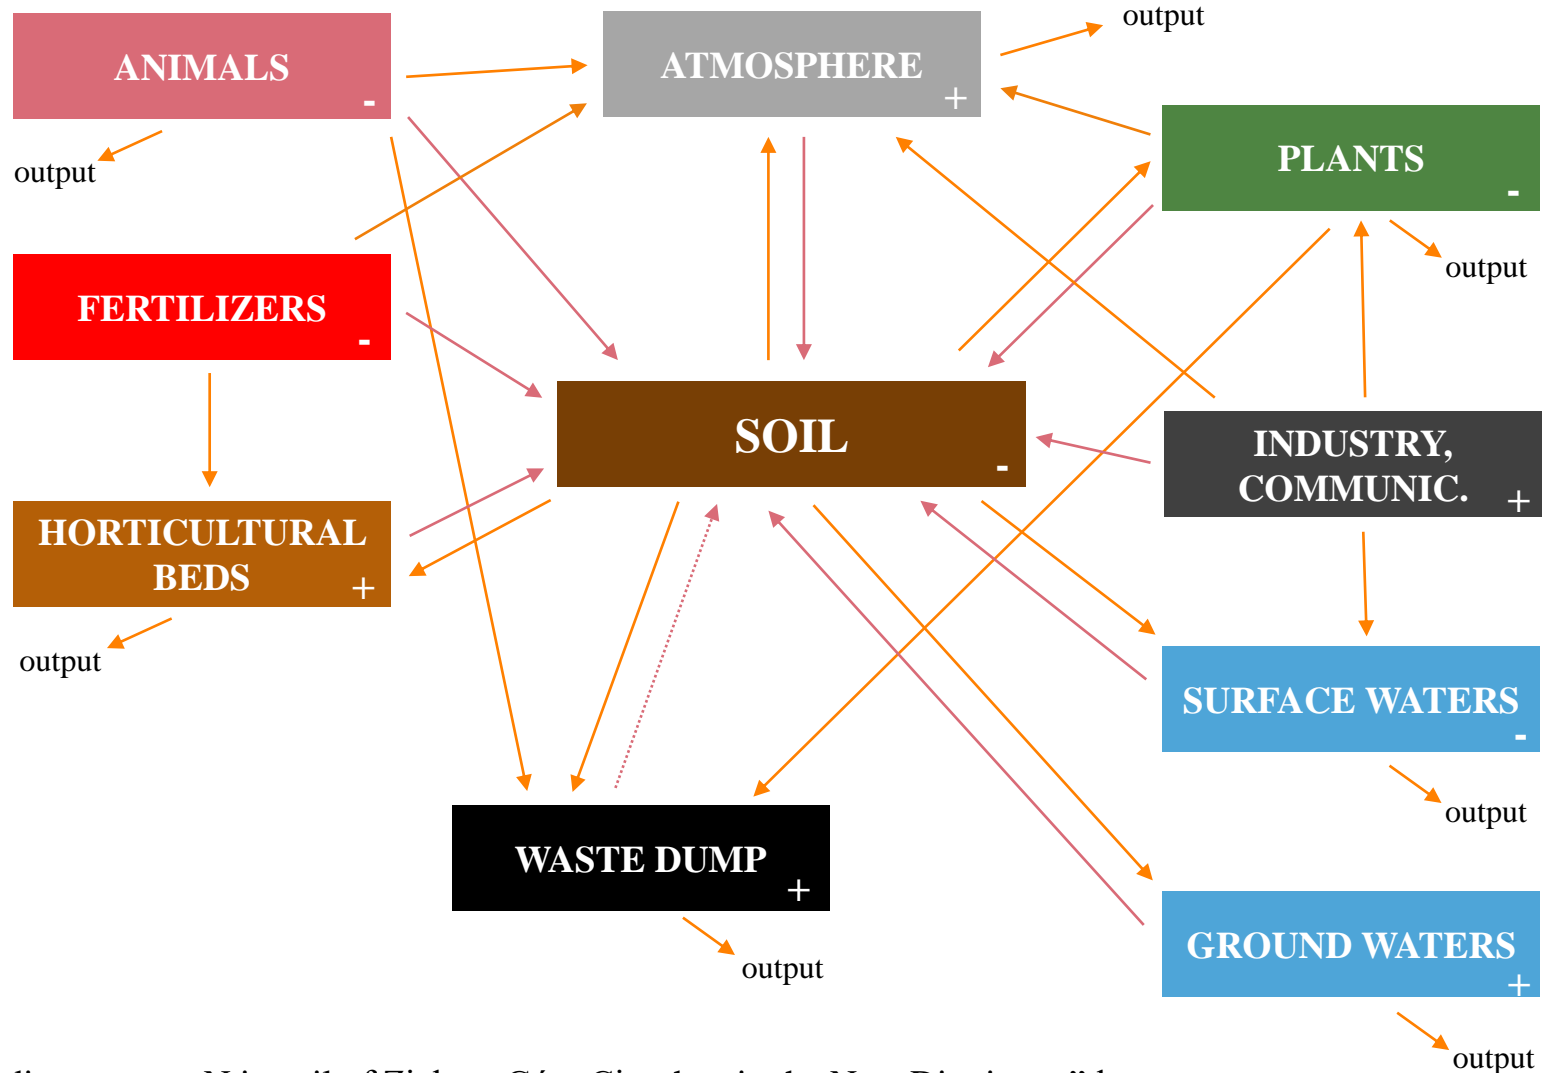 output
ANIMALS
-
ATMOSPHERE
+
output
PLANTS
-
output
FERTILIZERS
-
SOIL
-
INDUSTRY,
COMMUNIC.
+
HORTICULTURAL
BEDS
+
output
SURFACE WATERS
-
output
WASTE DUMP
+
output
GROUND WATERS
+
output